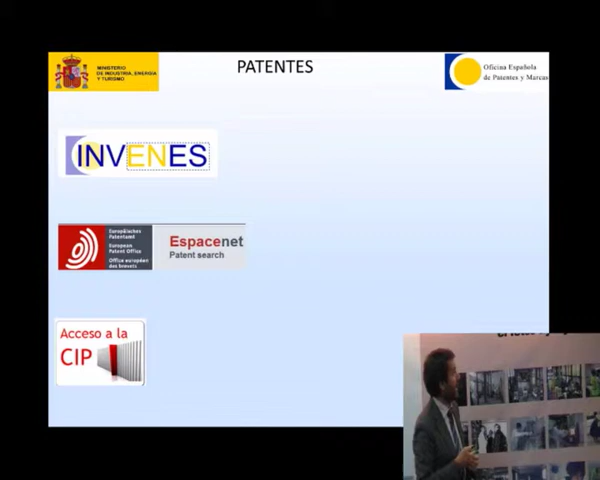 MINISTERIO
DE INDUSTRIA, ENERGÍA
Y TURISMO
PATENTES
Oficina Española
de Patentes y Marcas
INVENES
Europäisches
Patentamt
European
Patent Office
Office européen
des brevets
Espacenet
Patent search
Acceso a la
CIP